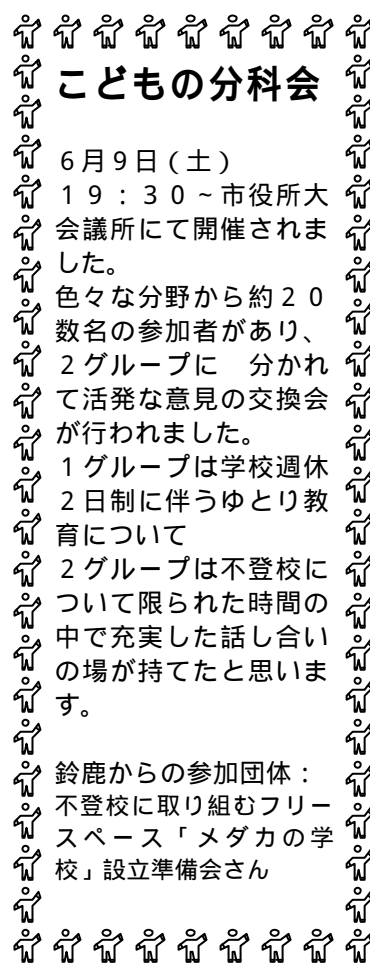 こどもの分科会
6月9日(土)
19:30~市役所大
会議所にて開催されま
した。
色々な分野から約20
数名の参加者があり、
2グループに 分かれ
て活発な意見の交換会
が行われました。
1グループは学校週休
2日制に伴うゆとり教
育について
2グループは不登校に
ついて限られた時間の
中で充実した話し合い
の場が持てたと思いま
す。
鈴鹿からの参加団体:
不登校に取り組むフリー
スペース「メダカの学
校」設立準備会さん